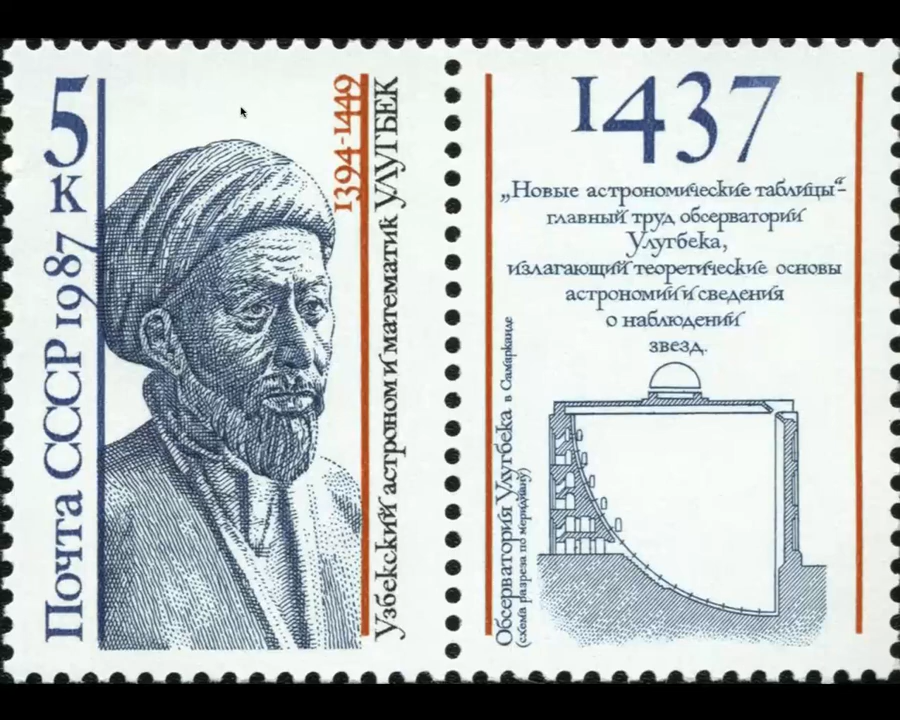 5
к
Почта СССР 1987
1394-1449
Узбекский астроном и математик УЛУГБЕК
1437
„Новые астрономические таблицы“-
главный труд обсерватории
Улугбека,
излагающий теоретические основы
астрономии и сведения
о наблюдений
звезд.
Обсерватория Улугбека в Самарканде
(схема разреза по меридиану)